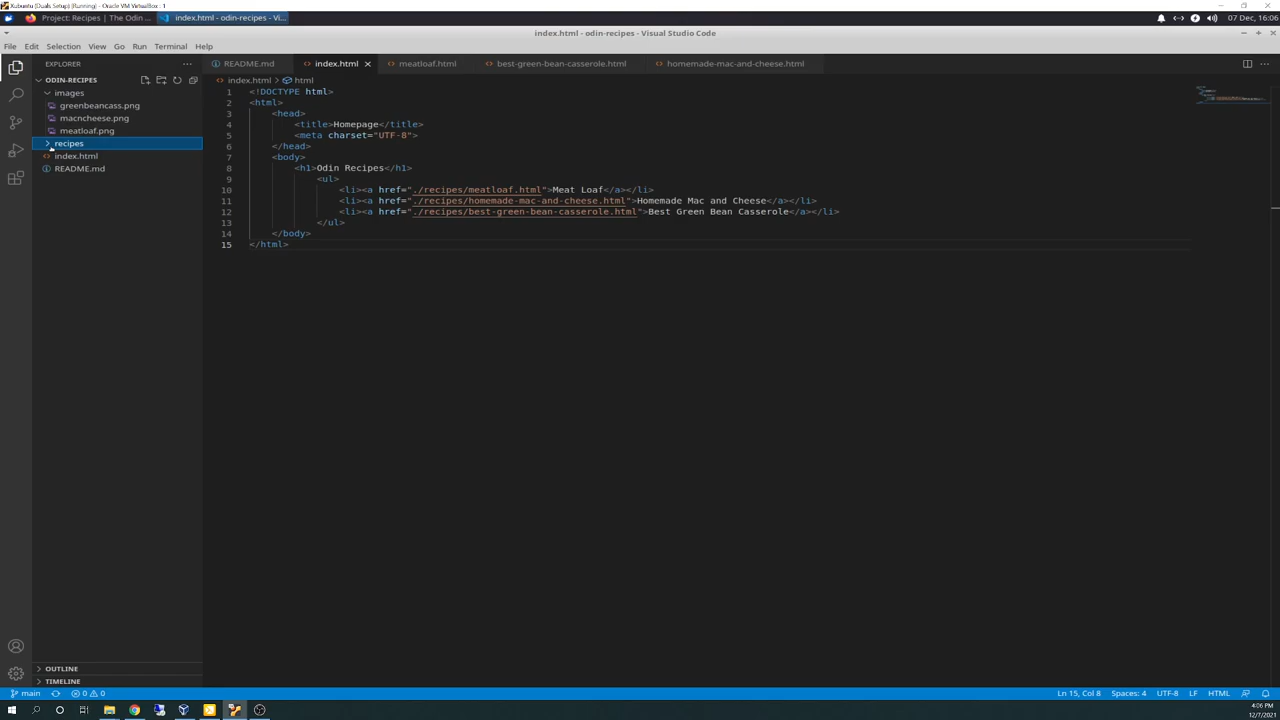 Kubuntu (Duals Setup) [Running] - Oracle VM VirtualBox : 1
Project: Recipes | The Odin ...
index.html - odin-recipes - Vi...
07 Dec, 16:06
index.html - odin-recipes - Visual Studio Code
File Edit Selection View Go Run Terminal Help
EXPLORER
README.md
index.html
meatloaf.html
best-green-bean-casserole.html
homemade-mac-and-cheese.html
ODIN-RECIPES
index.html > html
images
greenbeancass.png
macncheese.png
meatloaf.png
recipes
index.html
README.md
1 <!DOCTYPE html>
2 <html>
3 <head>
4 <title>Homepage</title>
5 <meta charset="UTF-8">
6 </head>
7 <body>
8 <h1>Odin Recipes</h1>
9 <ul>
10 <li><a href="./recipes/meatloaf.html">Meat Loaf</a></li>
11 <li><a href="./recipes/homemade-mac-and-cheese.html">Homemade Mac and Cheese</a></li>
12 <li><a href="./recipes/best-green-bean-casserole.html">Best Green Bean Casserole</a></li>
13 </ul>
14 </body>
15 </html>
OUTLINE
TIMELINE
main
0 0
Ln 15, Col 8
Spaces: 4
UTF-8
LF
HTML
4:06 PM
12/7/2021